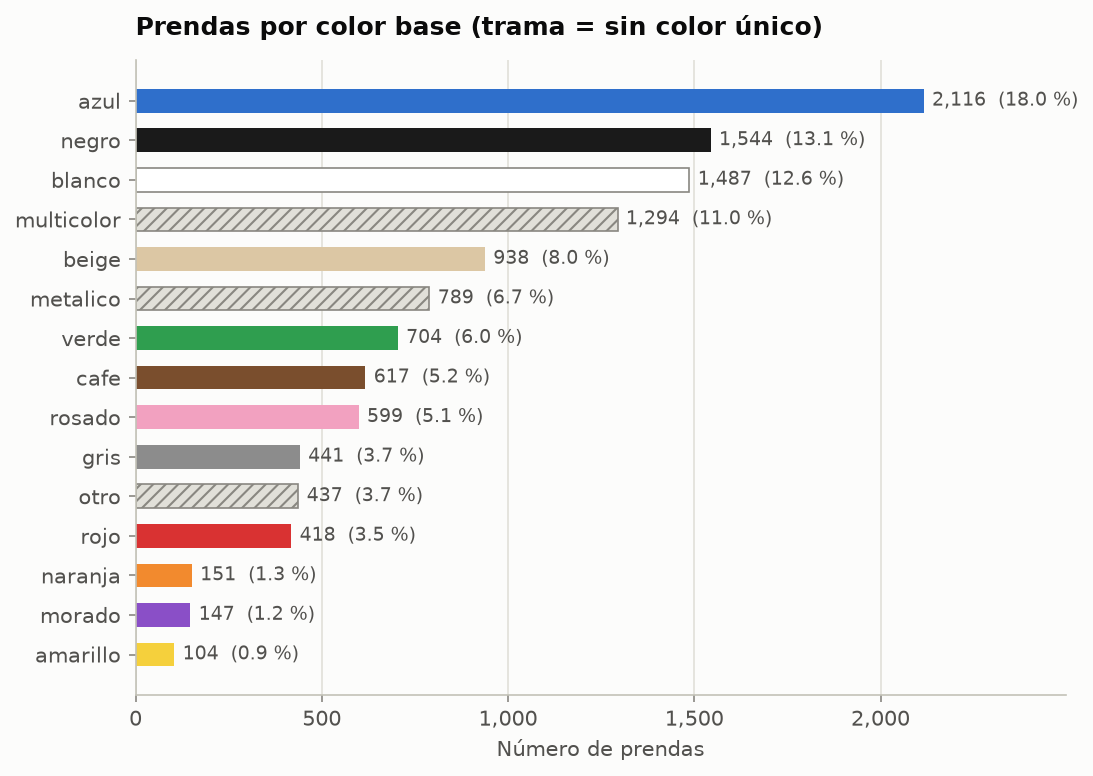 Prendas por color base (trama = sin color único)
azul 2,116 (18.0 %)
negro 1,544 (13.1 %)
blanco 1,487 (12.6 %)
multicolor 1,294 (11.0 %)
beige 938 (8.0 %)
metalico 789 (6.7 %)
verde 704 (6.0 %)
cafe 617 (5.2 %)
rosado 599 (5.1 %)
gris 441 (3.7 %)
otro 437 (3.7 %)
rojo 418 (3.5 %)
naranja 151 (1.3 %)
morado 147 (1.2 %)
amarillo 104 (0.9 %)
0 500 1,000 1,500 2,000
Número de prendas